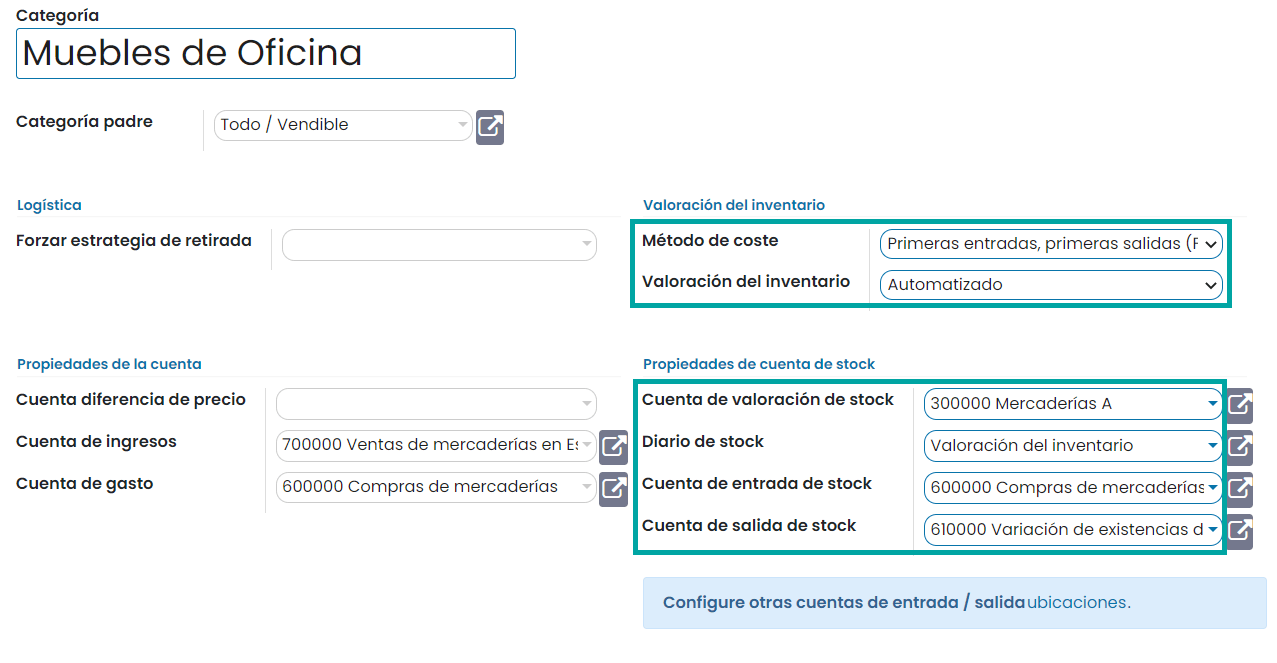 Categoría
Muebles de Oficina
Categoría padre
Todo / Vendible
Logística
Forzar estrategia de retirada
Valoración del inventario
Método de coste
Primeras entradas, primeras salidas (F
Valoración del inventario
Automatizado
Propiedades de la cuenta
Cuenta diferencia de precio
Cuenta de ingresos
700000 Ventas de mercaderías en Es
Cuenta de gasto
600000 Compras de mercaderías
Propiedades de cuenta de stock
Cuenta de valoración de stock
300000 Mercaderías A
Diario de stock
Valoración del inventario
Cuenta de entrada de stock
600000 Compras de mercaderías
Cuenta de salida de stock
610000 Variación de existencias d
Configure otras cuentas de entrada / salida ubicaciones.